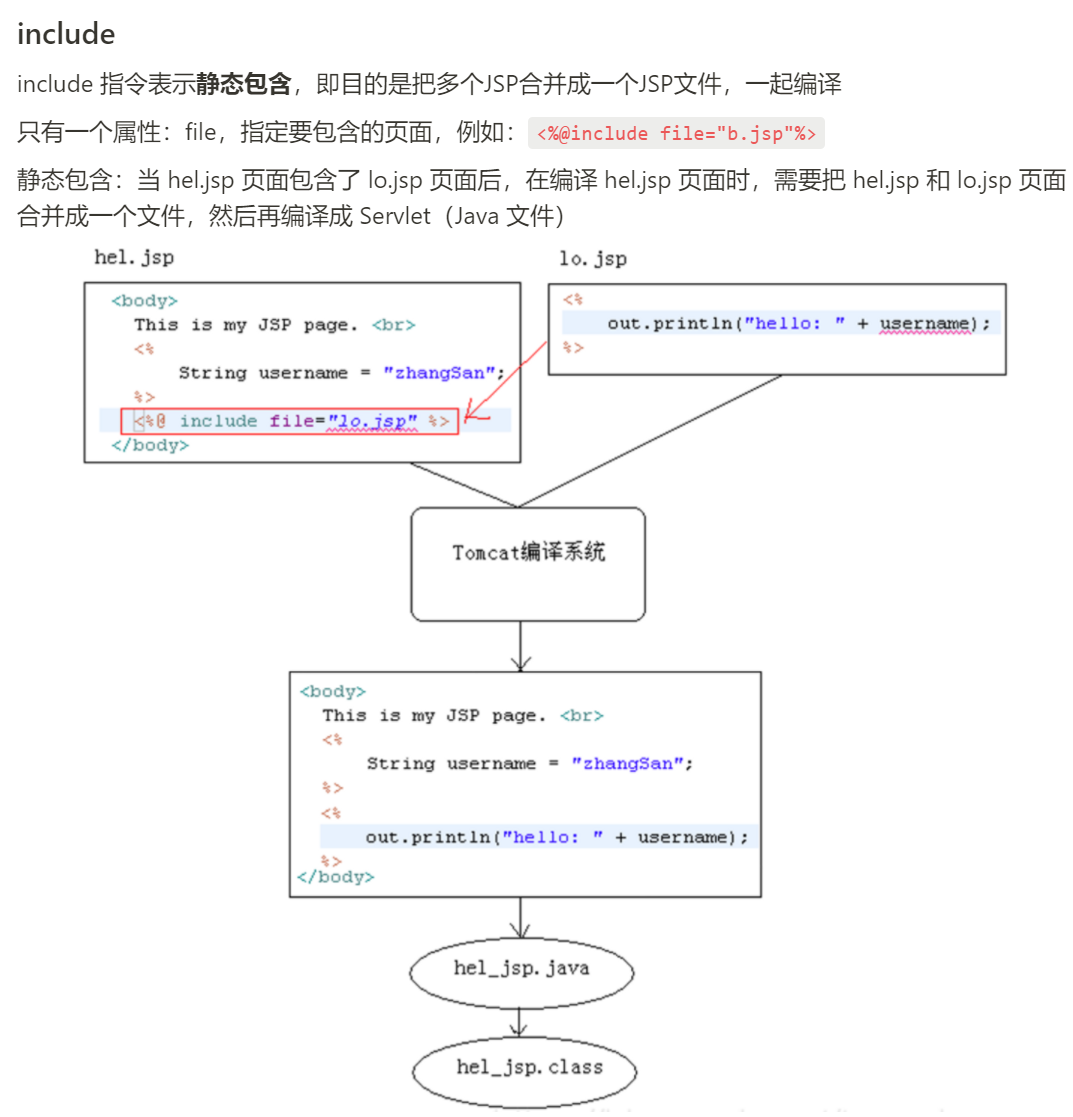 include
include 指令表示静态包含，即目的是把多个JSP合并成一个JSP文件，一起编译
只有一个属性：file，指定要包含的页面，例如：<%@include file="b.jsp"%>
静态包含：当 hel.jsp 页面包含了 lo.jsp 页面后，在编译 hel.jsp 页面时，需要把 hel.jsp 和 lo.jsp 页面
合并成一个文件，然后再编译成 Servlet（Java 文件）
hel.jsp
<body>
This is my JSP page. <br>
<%
String username = "zhangSan";
%>
<%@ include file="lo.jsp" %>
</body>
lo.jsp
<%
out.println("hello: " + username);
%>
Tomcat编译系统
<body>
This is my JSP page. <br>
<%
String username = "zhangSan";
%>
<%
out.println("hello: " + username);
%>
</body>
hel_jsp.java
hel_jsp.class